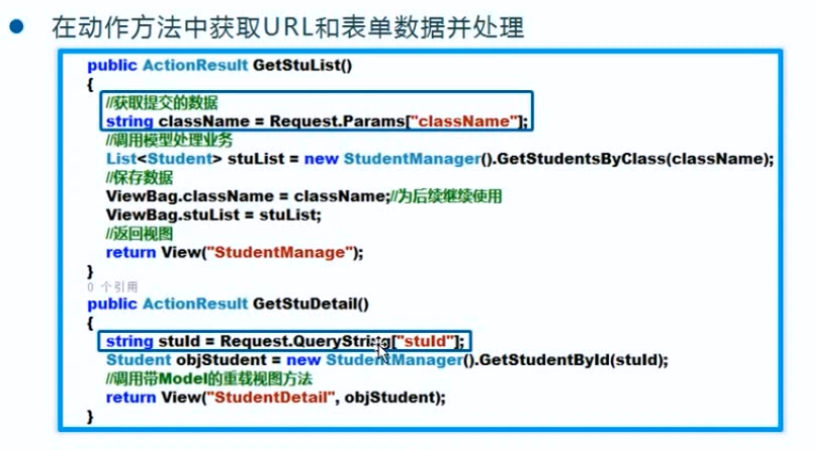 ● 在动作方法中获取URL和表单数据并处理
public ActionResult GetStuList()
{
//获取提交的数据
string className = Request.Params["className"];
//调用模型处理业务
List<Student> stuList = new StudentManager().GetStudentsByClass(className);
//保存数据
ViewBag.className = className;//为后续继续使用
ViewBag.stuList = stuList;
//返回视图
return View("StudentManage");
}
0 个引用
public ActionResult GetStuDetail()
{
string stuId = Request.QueryString["stuId"];
Student objStudent = new StudentManager().GetStudentById(stuId);
//调用带Model的重载视图方法
return View("StudentDetail", objStudent);
}